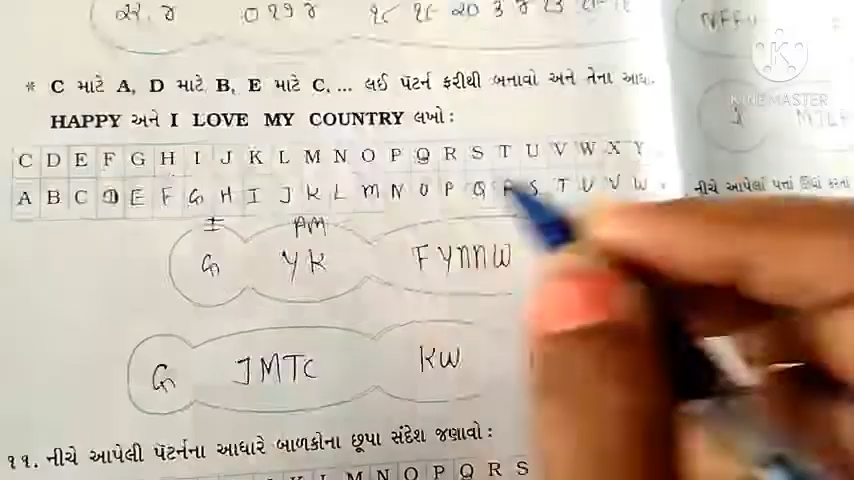 * C માટે A, D માટે B, E માટે C, ... લઈ પૅટર્ન ફરીથી બનાવો અને તેના આધા
HAPPY અને I LOVE MY COUNTRY લખો :
C D E F G H I J K L M N O P Q R S T U V W X Y
A B C D E F G H I J K L M N O P Q R S T U V W
I AM
G YK FYNNW
G JMTC KW
૧૧. નીચે આપેલી પૅટર્નના આધારે બાળકોના છૂપા સંદેશ જણાવો :
L M N O P Q R S
નીચે આપેલાં
KINEMASTER